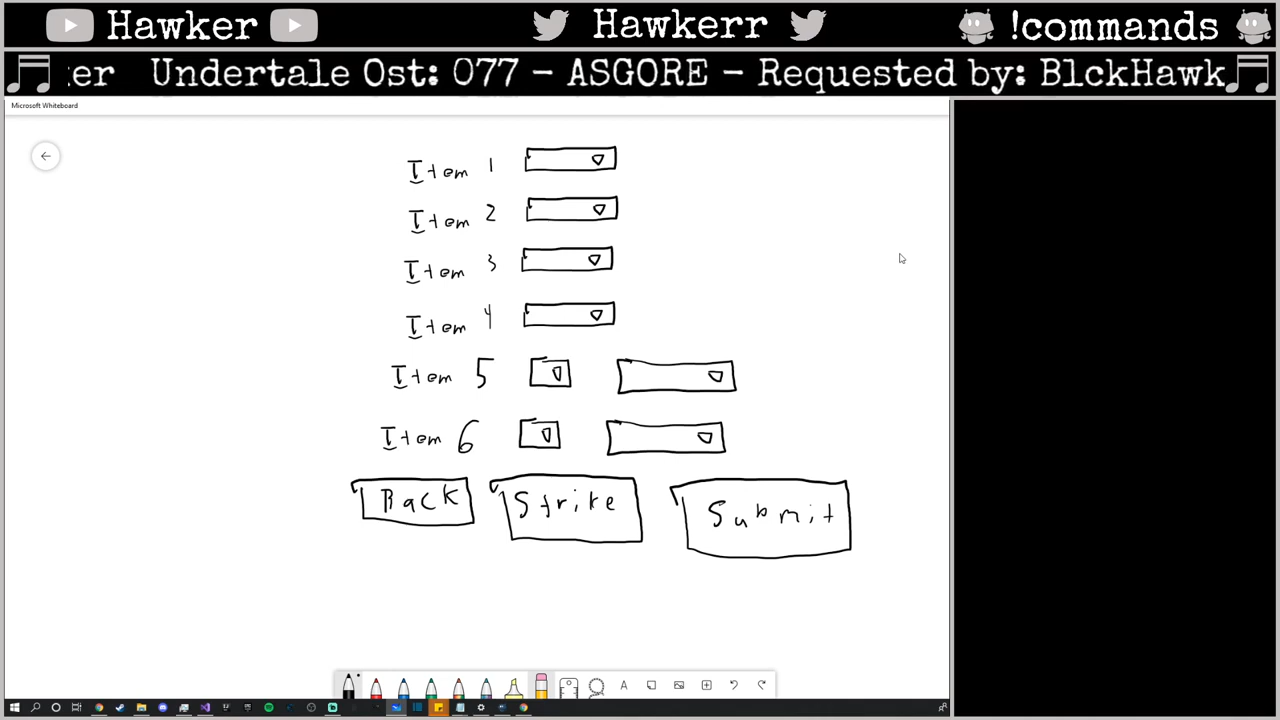 Hawker Hawkerr !commands
er Undertale Ost: 077 - ASGORE - Requested by: BlckHawk
Microsoft Whiteboard
Item 1
Item 2
Item 3
Item 4
Item 5
Item 6
Back Strike Submit